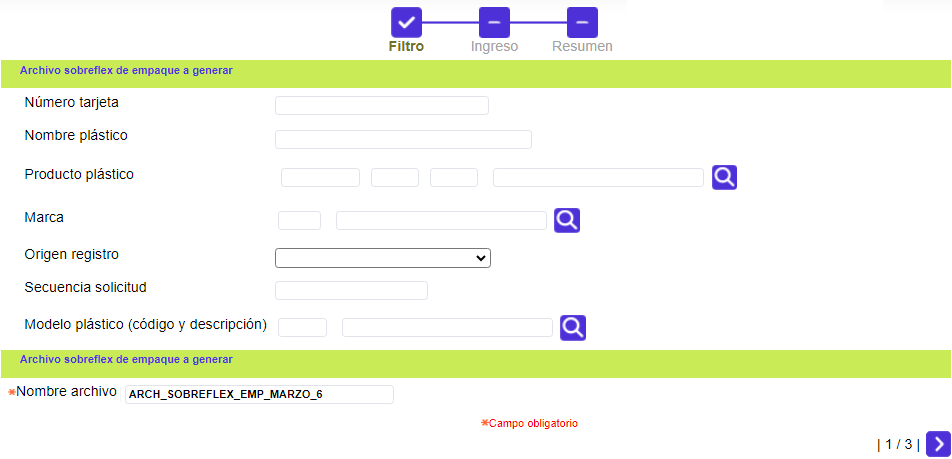 Filtro Ingreso Resumen
Archivo sobreflex de empaque a generar
Número tarjeta
Nombre plástico
Producto plástico
Marca
Origen registro
Secuencia solicitud
Modelo plástico (código y descripción)
Archivo sobreflex de empaque a generar
*Nombre archivo ARCH_SOBREFLEX_EMP_MARZO_6
*Campo obligatorio
| 1 / 3 |